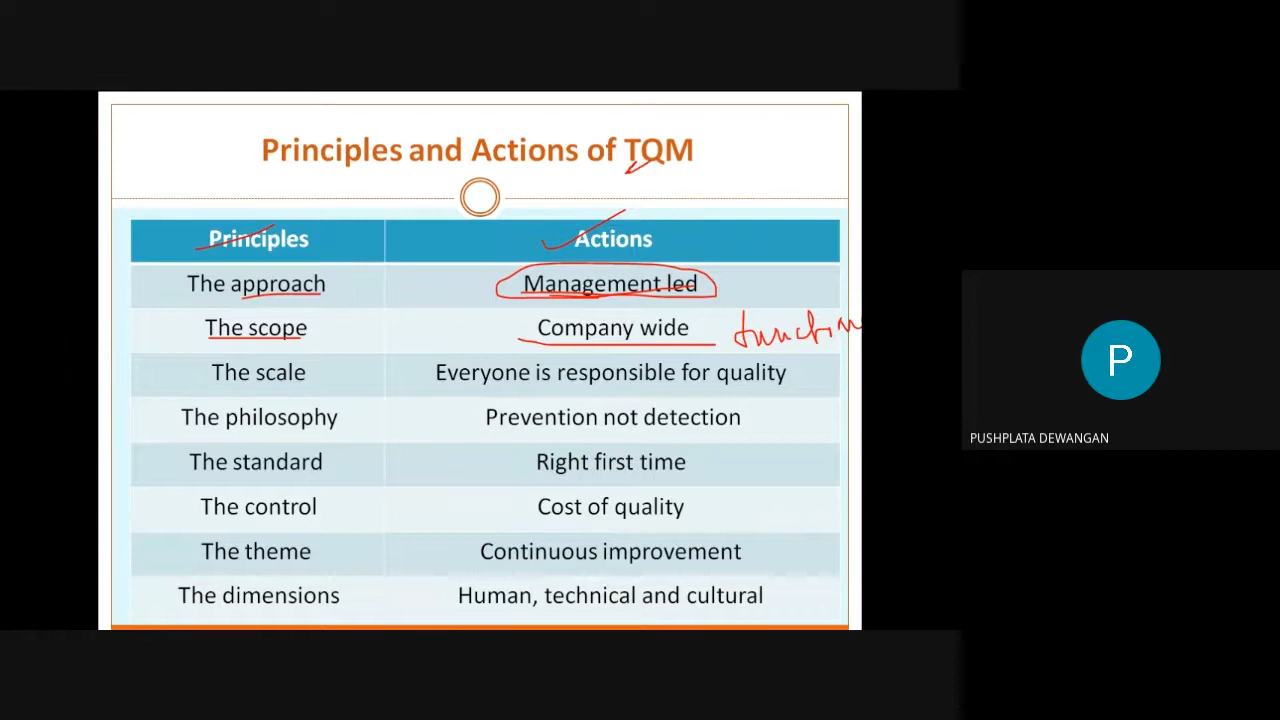 Principles and Actions of TQM
Principles Actions
The approach Management led
The scope Company wide function
The scale Everyone is responsible for quality
The philosophy Prevention not detection
The standard Right first time
The control Cost of quality
The theme Continuous improvement
The dimensions Human, technical and cultural
P
PUSHPLATA DEWANGAN